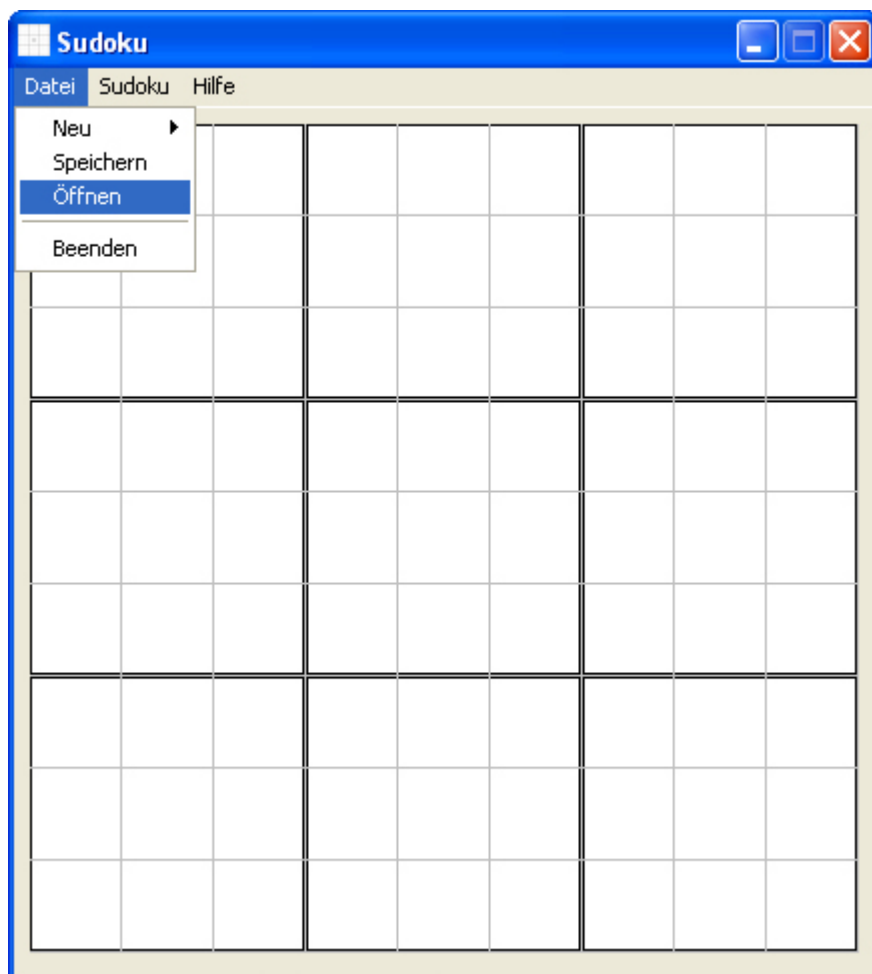 Sudoku
Datei Sudoku Hilfe
Neu
Speichern
Öffnen
Beenden